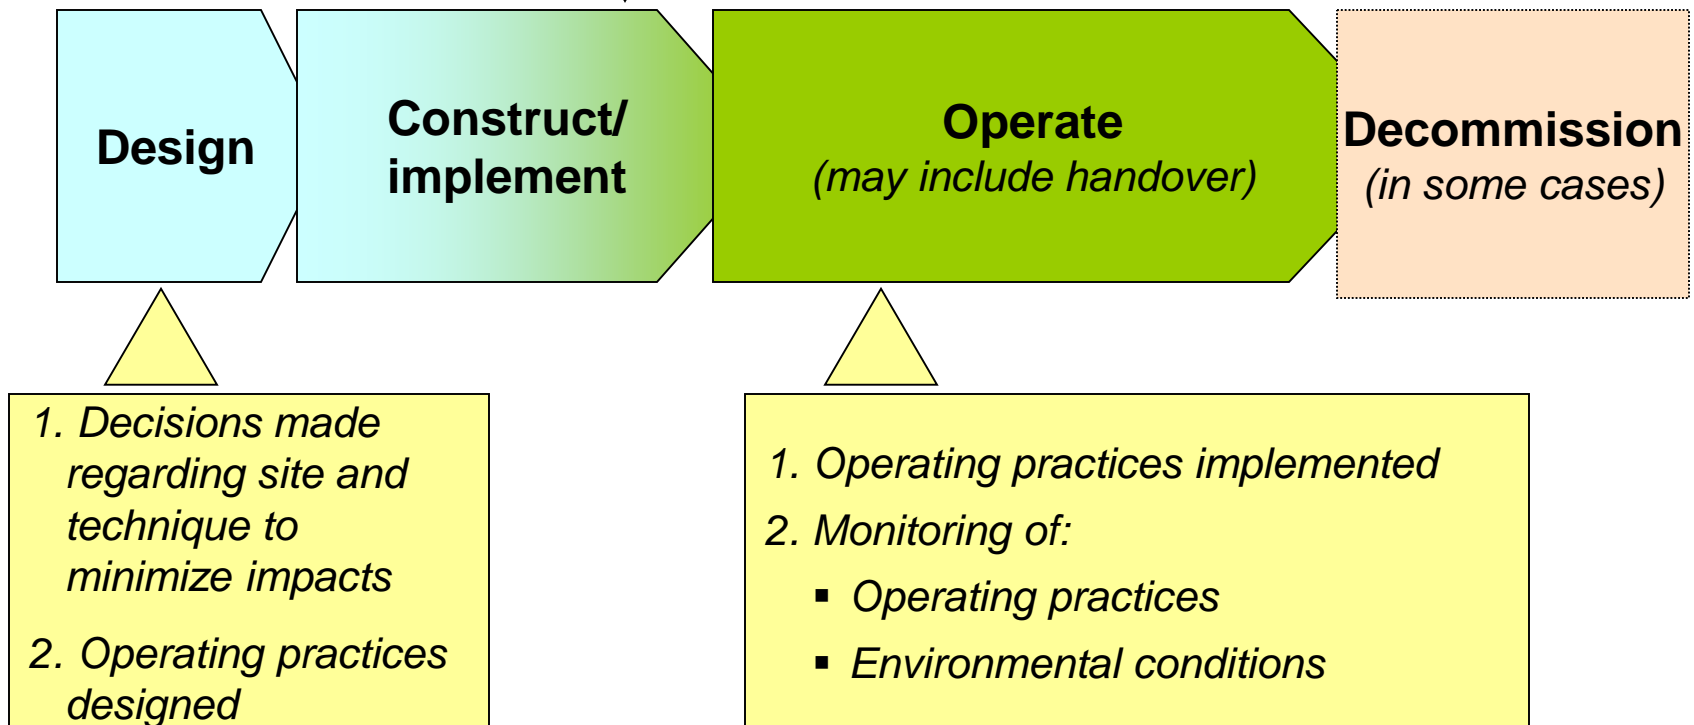 Design
Construct/
implement
Operate
(may include handover)
Decommission
(in some cases)
1. Decisions made
regarding site and
technique to
minimize impacts
2. Operating practices
designed
1. Operating practices implemented
2. Monitoring of:
▪ Operating practices
▪ Environmental conditions